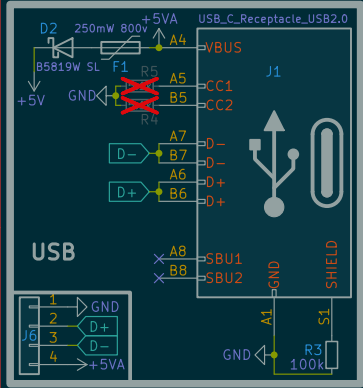 +5VA
USB_C_Receptacle_USB2.0
D2
250mW 800v
A4
VBUS
B5819W SL
F1
J1
+5V
R5
A5
CC1
GND
B5
CC2
R4
A7
D-
D-
B7
D-
A6
D+
D+
B6
D+
USB
A8
SBU1
B8
SBU2
GND
SHIELD
A1
S1
J6
1
GND
2
D+
3
D-
4
+5VA
GND
R3
100k